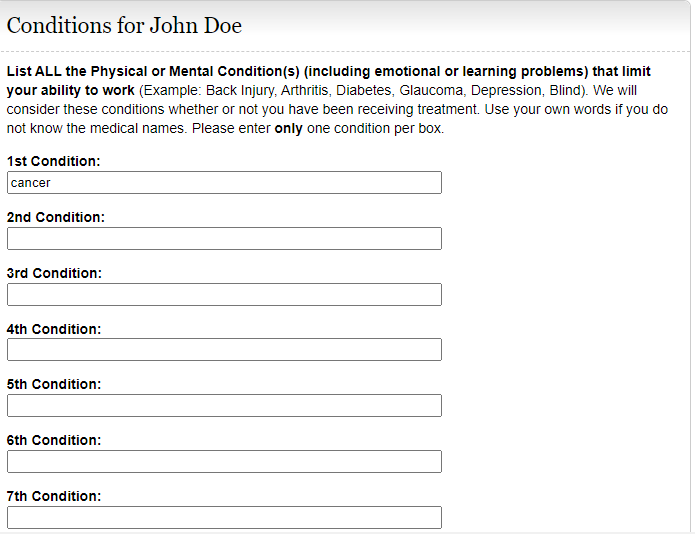 Conditions for John Doe
List ALL the Physical or Mental Condition(s) (including emotional or learning problems) that limit
your ability to work (Example: Back Injury, Arthritis, Diabetes, Glaucoma, Depression, Blind). We will
consider these conditions whether or not you have been receiving treatment. Use your own words if you do
not know the medical names. Please enter only one condition per box.
1st Condition:
cancer
2nd Condition:
3rd Condition:
4th Condition:
5th Condition:
6th Condition:
7th Condition: